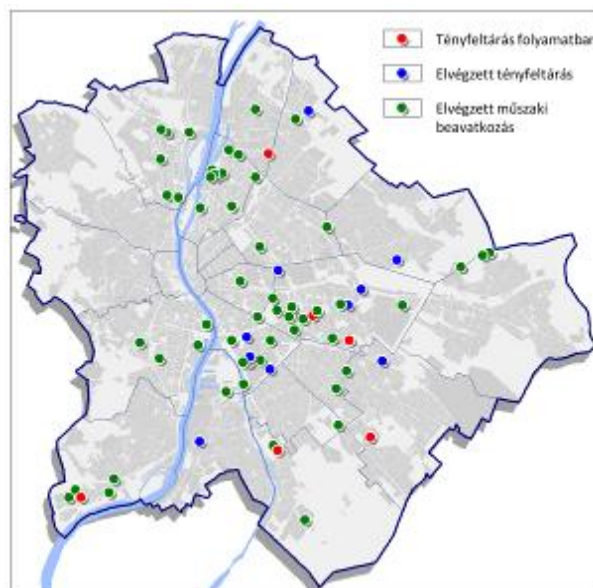 Tényfeltárás folyamatban
Elvégzett tényfeltárás
Elvégzett műszaki
beavatkozás